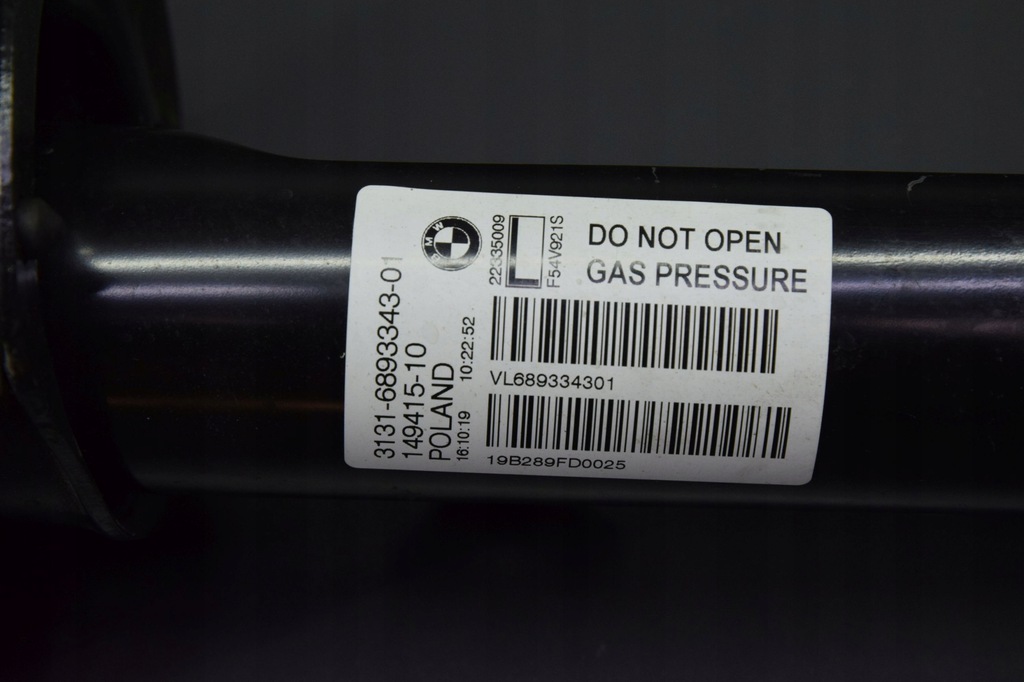 3131-6893343-01
149415-10
POLAND
16:10:19 10:22:52
BMW
22335009
F54V921S
DO NOT OPEN
GAS PRESSURE
VL689334301
19B289FD0025